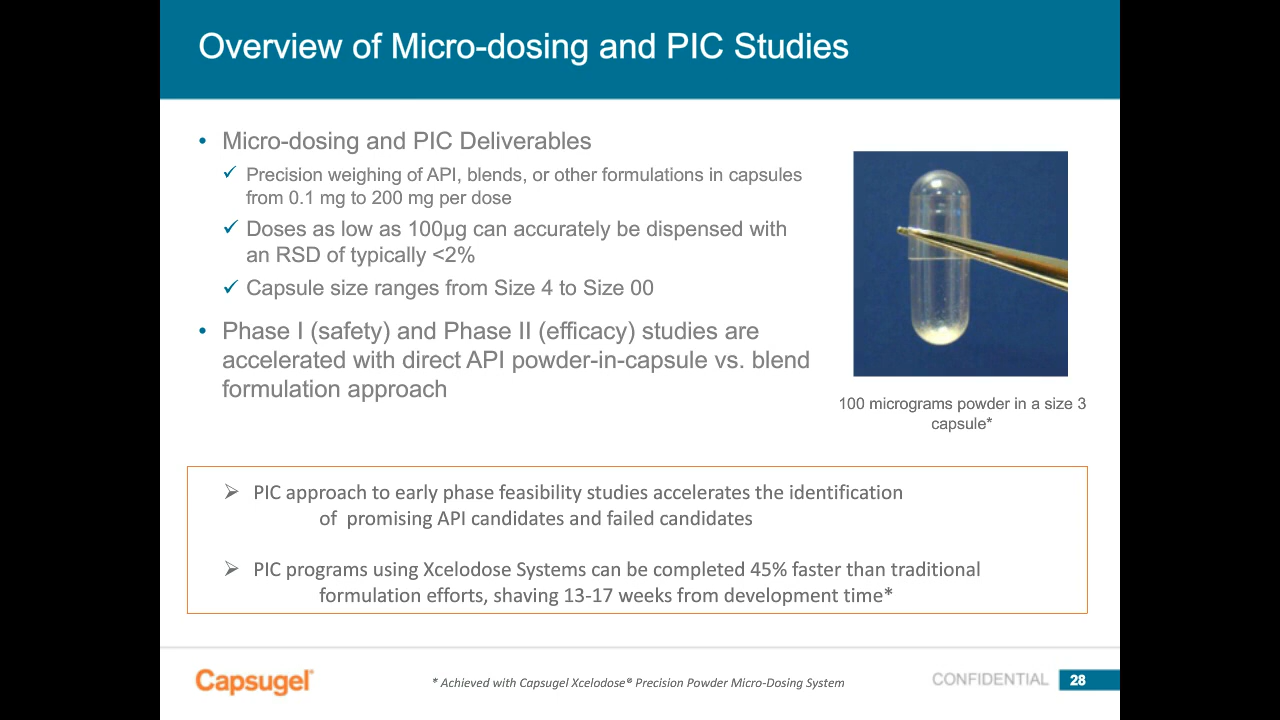 Overview of Micro-dosing and PIC Studies
• Micro-dosing and PIC Deliverables
✓ Precision weighing of API, blends, or other formulations in capsules
from 0.1 mg to 200 mg per dose
✓ Doses as low as 100µg can accurately be dispensed with
an RSD of typically <2%
✓ Capsule size ranges from Size 4 to Size 00
• Phase I (safety) and Phase II (efficacy) studies are
accelerated with direct API powder-in-capsule vs. blend
formulation approach
100 micrograms powder in a size 3
capsule*
➢ PIC approach to early phase feasibility studies accelerates the identification
of promising API candidates and failed candidates
➢ PIC programs using Xcelodose Systems can be completed 45% faster than traditional
formulation efforts, shaving 13-17 weeks from development time*
Capsugel®
* Achieved with Capsugel Xcelodose® Precision Powder Micro-Dosing System
CONFIDENTIAL
28